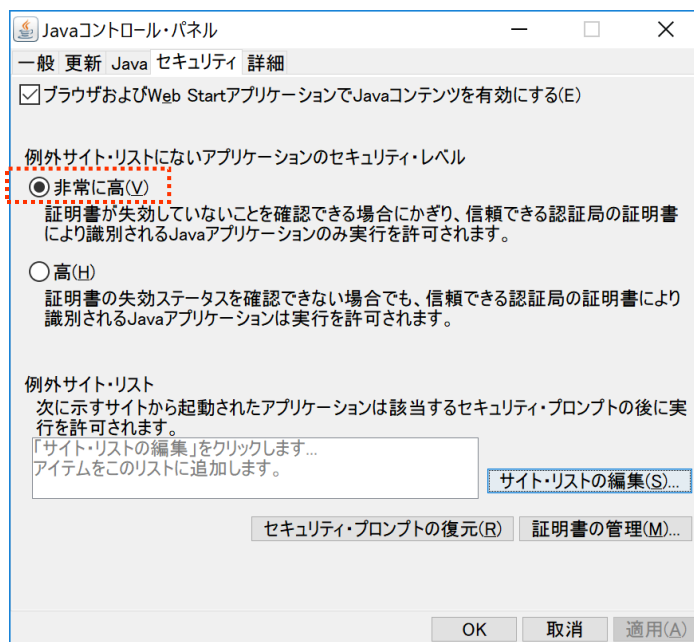 Javaコントロール・パネル
一般 更新 Java セキュリティ 詳細
ブラウザおよびWeb StartアプリケーションでJavaコンテンツを有効にする(E)
例外サイト・リストにないアプリケーションのセキュリティ・レベル
非常に高(V)
証明書が失効していないことを確認できる場合にかぎり、信頼できる認証局の証明書
により識別されるJavaアプリケーションのみ実行を許可されます。
高(H)
証明書の失効ステータスを確認できない場合でも、信頼できる認証局の証明書により
識別されるJavaアプリケーションは実行を許可されます。
例外サイト・リスト
次に示すサイトから起動されたアプリケーションは該当するセキュリティ・プロンプトの後に実
行を許可されます。
「サイト・リストの編集」をクリックします...
アイテムをこのリストに追加します。
サイト・リストの編集(S)...
セキュリティ・プロンプトの復元(R) 証明書の管理(M)...
OK 取消 適用(A)